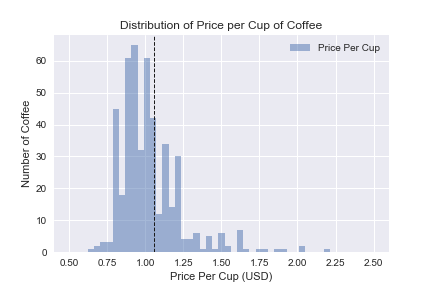 Distribution of Price per Cup of Coffee
Price Per Cup
Number of Coffee
60
50
40
30
20
10
0
0.50 0.75 1.00 1.25 1.50 1.75 2.00 2.25 2.50
Price Per Cup (USD)